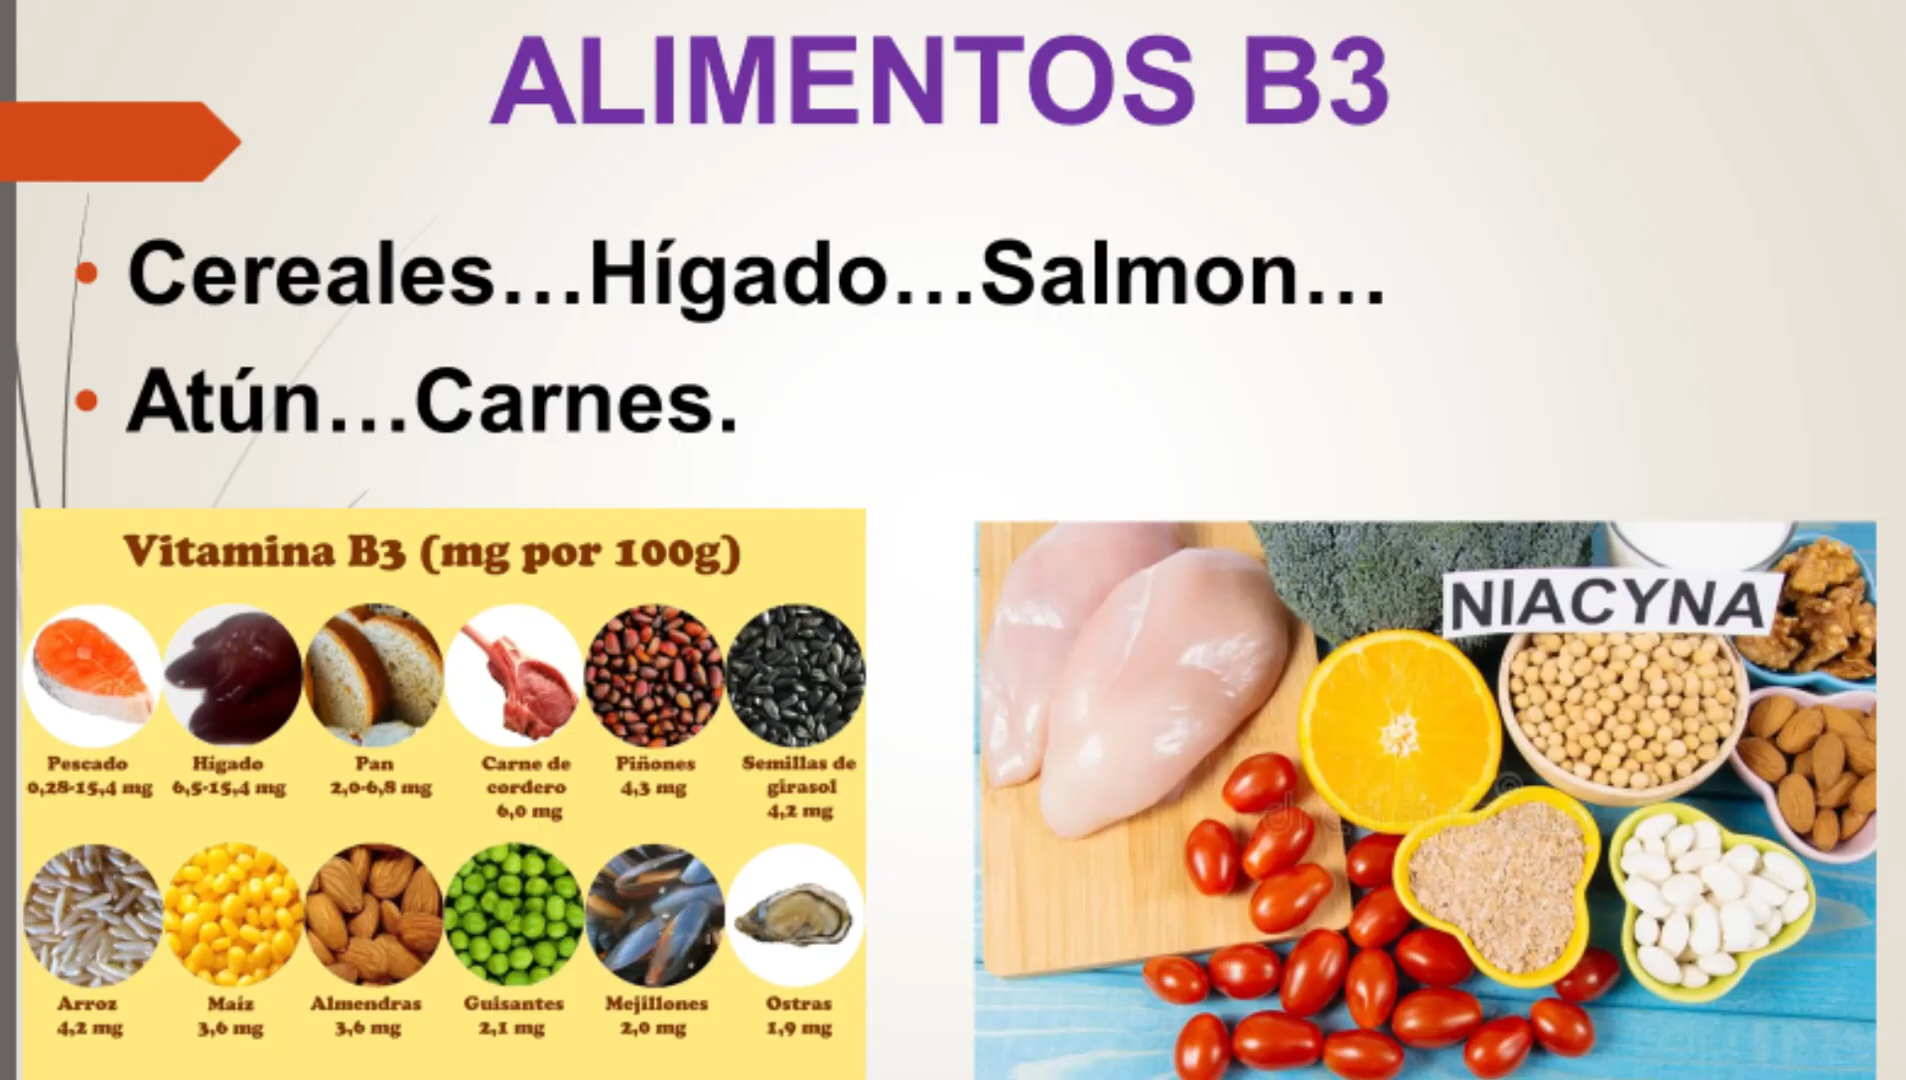 ALIMENTOS B3
• Cereales…Hígado…Salmon…
• Atún…Carnes.
Vitamina B3 (mg por 100g)
Pescado
0,28-15,4 mg
Hígado
6,5-15,4 mg
Pan
2,0-6,8 mg
Carne de
cordero
6,0 mg
Piñones
4,3 mg
Semillas de
girasol
4,2 mg
Arroz
4,2 mg
Maíz
3,6 mg
Almendras
3,6 mg
Guisantes
2,1 mg
Mejillones
2,0 mg
Ostras
1,9 mg
NIACYNA